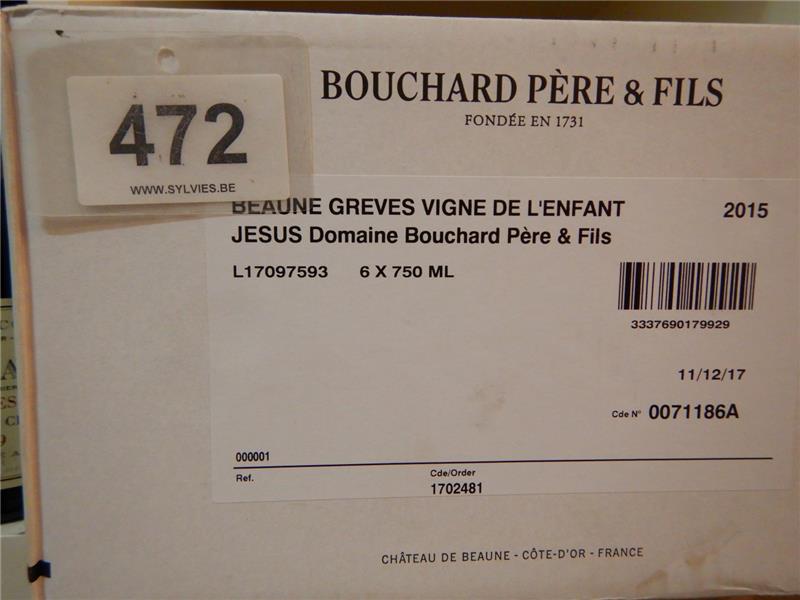 472
WWW.SYLVIES.BE
BOUCHARD PÈRE & FILS
FONDÉE EN 1731
BEAUNE GREVES VIGNE DE L'ENFANT 2015
JESUS Domaine Bouchard Père & Fils
L17097593 6 X 750 ML
3337690179929
11/12/17
Cde N° 0071186A
000001
Ref. Cde/Order
1702481
CHÂTEAU DE BEAUNE - CÔTE-D'OR - FRANCE